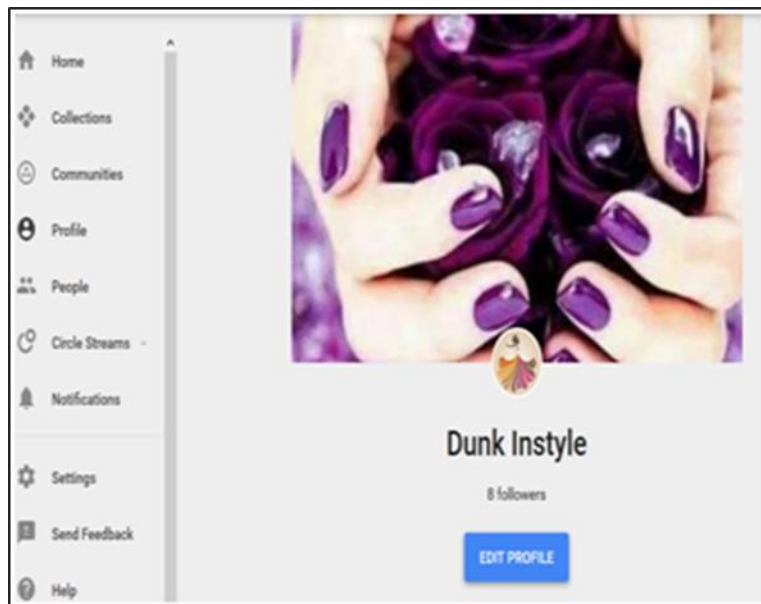 Home
Collections
Communities
Profile
People
Circle Streams
Notifications
Settings
Send Feedback
Help
Dunk Instyle
8 followers
EDIT PROFILE